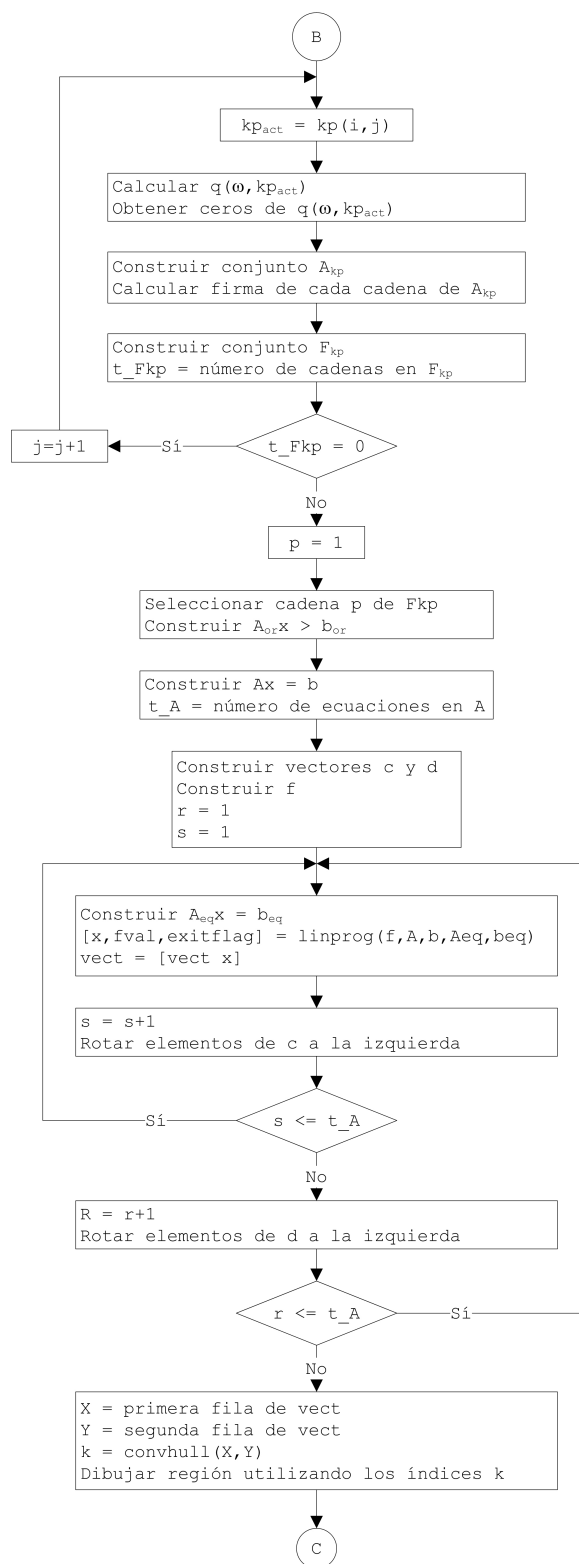 B
kp_act = kp(i,j)
Calcular q(ω,kp_act)
Obtener ceros de q(ω,kp_act)
Construir conjunto A_kp
Calcular firma de cada cadena de A_kp
Construir conjunto F_kp
t_Fkp = número de cadenas en F_kp
j=j+1
Sí
t_Fkp = 0
No
p = 1
Seleccionar cadena p de Fkp
Construir A_or x > b_or
Construir Ax = b
t_A = número de ecuaciones en A
Construir vectores c y d
Construir f
r = 1
s = 1
Construir A_eq x = b_eq
[x,fval,exitflag] = linprog(f,A,b,Aeq,beq)
vect = [vect x]
s = s+1
Rotar elementos de c a la izquierda
Sí
s <= t_A
No
R = r+1
Rotar elementos de d a la izquierda
r <= t_A
Sí
No
X = primera fila de vect
Y = segunda fila de vect
k = convhull(X,Y)
Dibujar región utilizando los índices k
C